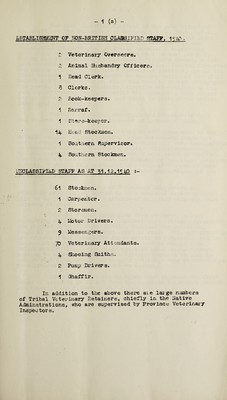 - 1 (a) -
ESTABLISHMENT OF NON-BRITISH CLASSIFIED STAFF, 1940.
2 Veterinary Overseers.
2 Animal Husbandry Officers.
1 Head Clerk.
8 Clerks.
2 Book-keepers.
1 Sarraf.
1 Store-keeper.
14 Head Stockmen.
1 Southern Supervisor.
4 Southern Stockmen.
UNCLASSIFIED STAFF AS AT 31.12.1940 :-
61 Stockmen.
1 Carpenter.
2 Storemen.
4 Motor Drivers.
9 Messengers.
70 Veterinary Attendants.
4 Shoeing Smiths.
2 Pump Drivers.
1 Ghaffir.
In addition to the above there are large numbers
of Tribal Veterinary Retainers, chiefly in the Native
Administrations, who are supervised by Province Veterinary
Inspectors.